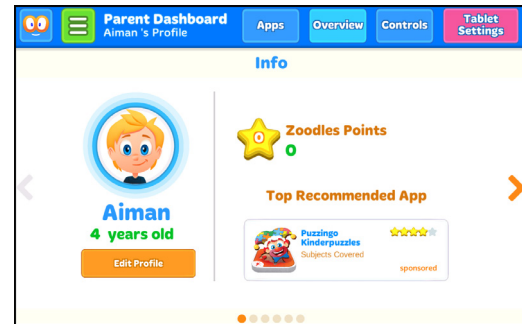 Parent Dashboard
Aiman 's Profile
Apps
Overview
Controls
Tablet
Settings
Info
0
Zoodles Points
0
Aiman
4 years old
Edit Profile
Top Recommended App
Puzzingo
Kinderpuzzles
Subjects Covered
sponsored